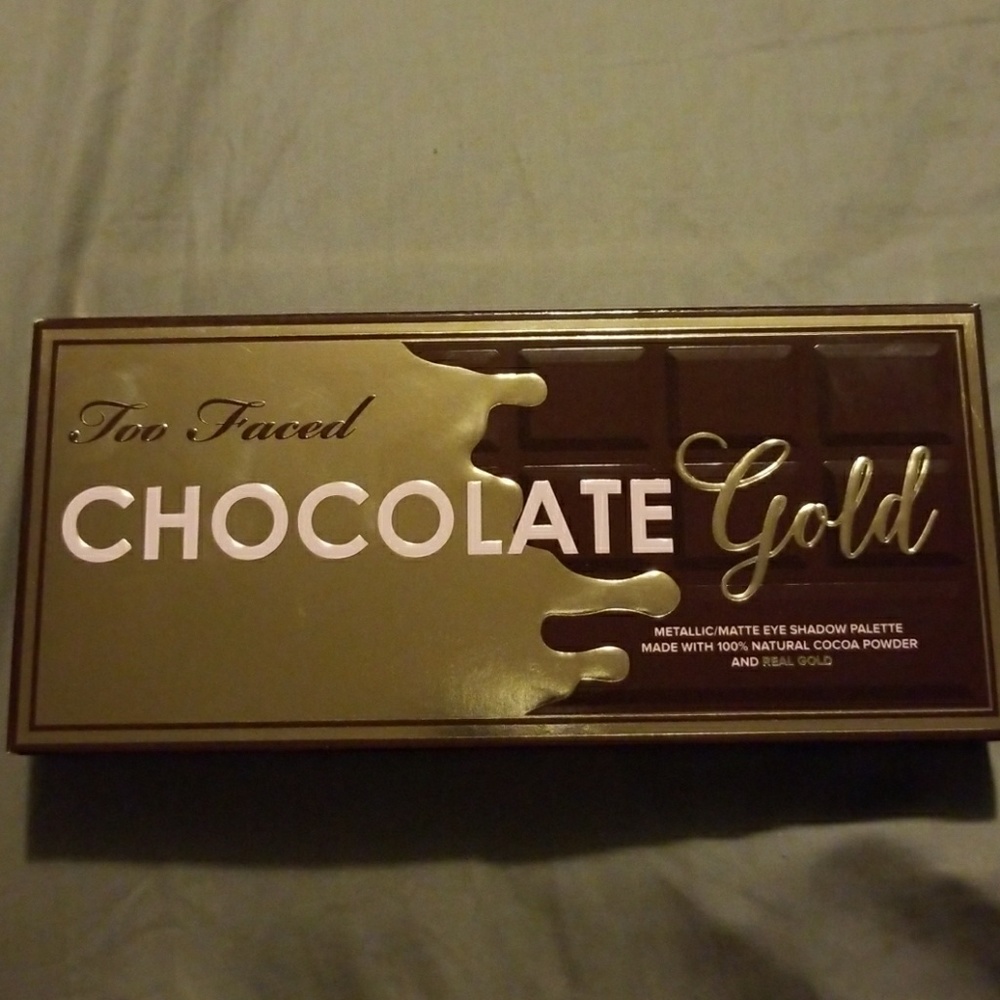 Too Faced
CHOCOLATE Gold
METALLIC/MATTE EYE SHADOW PALETTE
MADE WITH 100% NATURAL COCOA POWDER
AND REAL GOLD